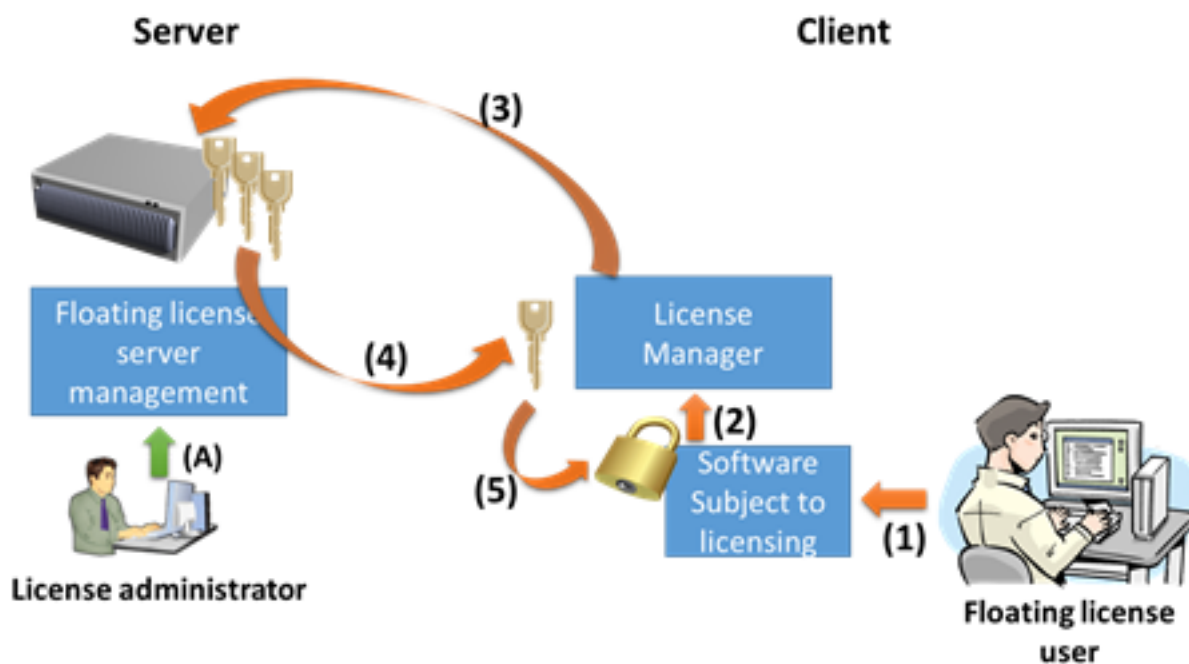 Server
Client
(3)
Floating license
server
management
(4)
License
Manager
(A)
(2)
(5)
Software
Subject to
licensing
(1)
License administrator
Floating license
user